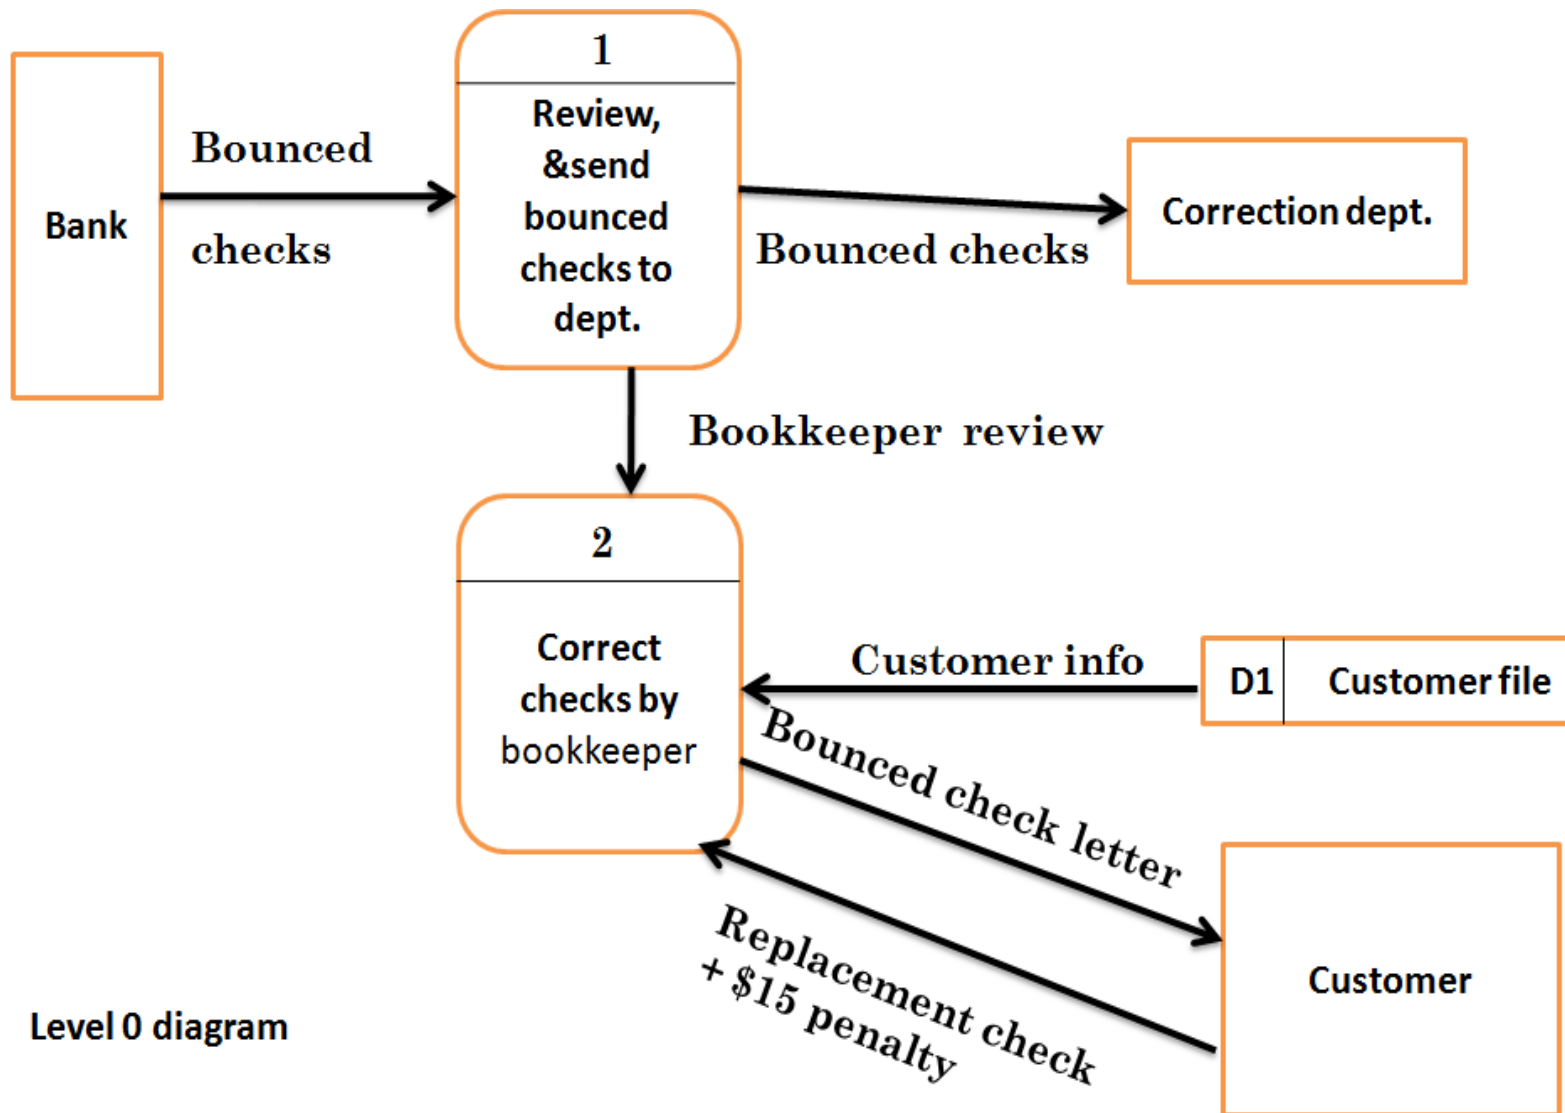 1
Review,
&send
bounced
checks to
dept.
Bank
Bounced
checks
Bounced checks
Correction dept.
Bookkeeper review
2
Correct
checks by
bookkeeper
Customer info
D1 Customer file
Bounced check letter
Replacement check
+ $15 penalty
Customer
Level 0 diagram